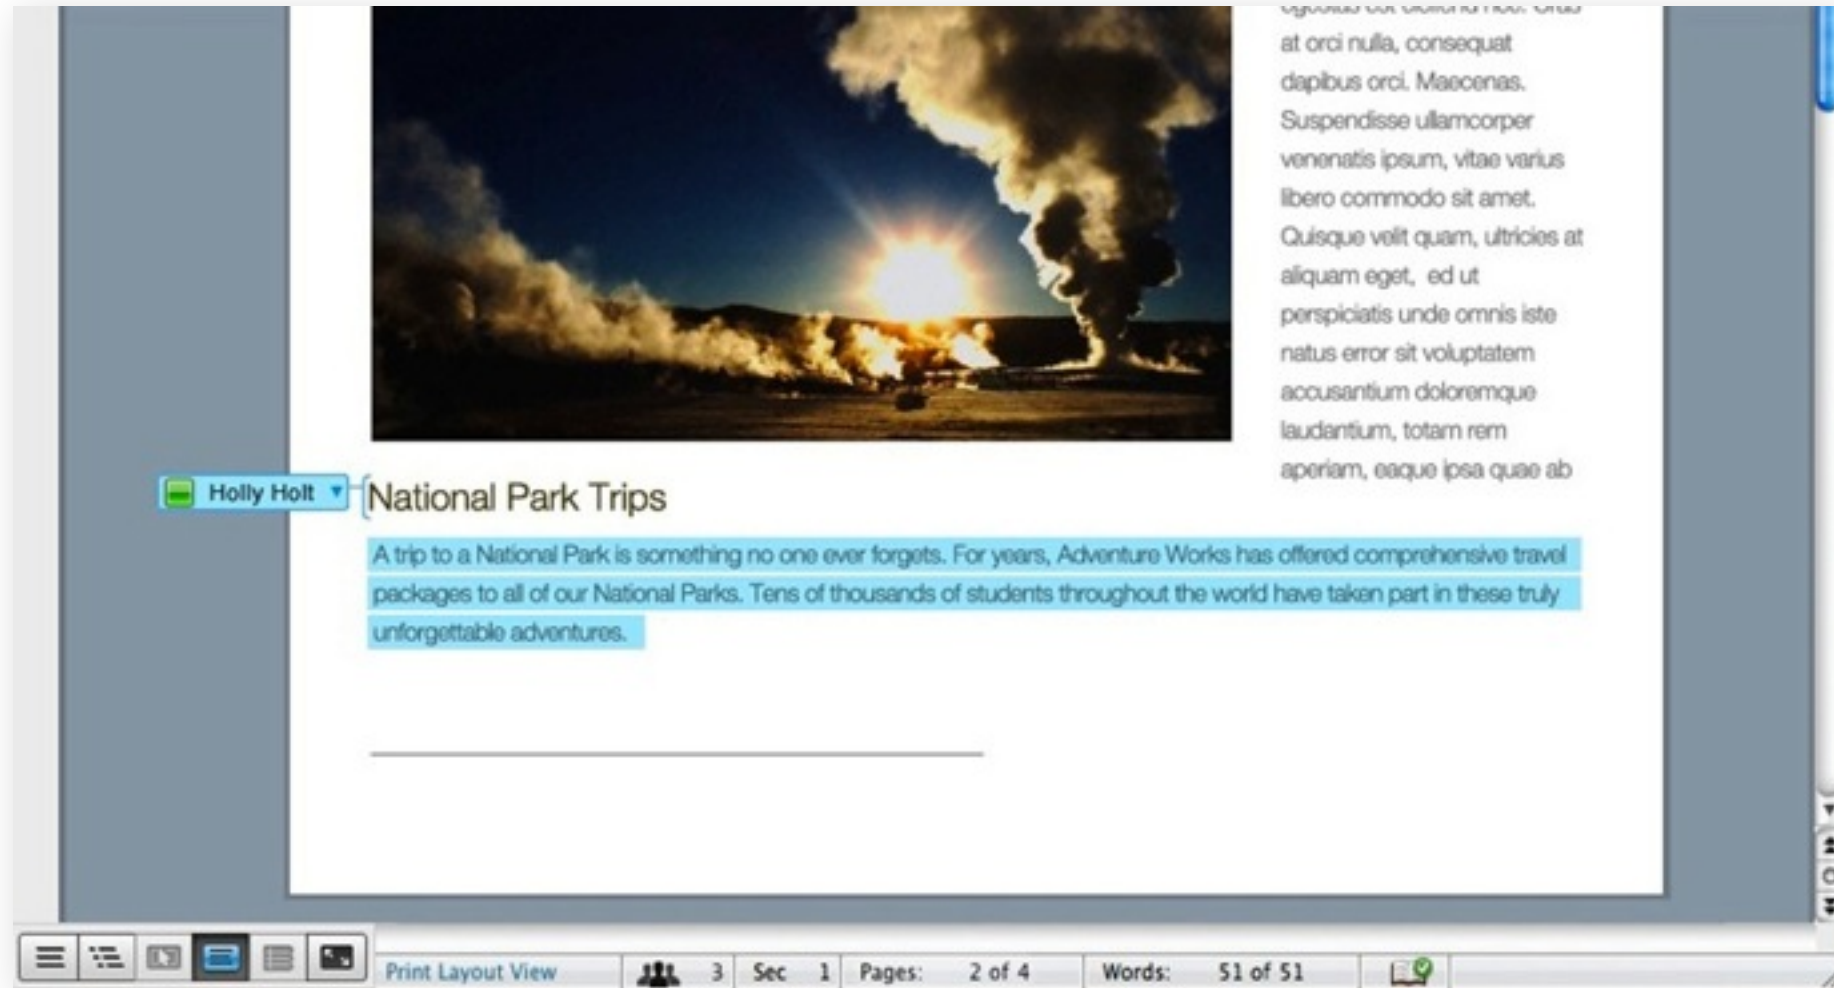 at orci nulla, consequat
dapibus orci. Maecenas.
Suspendisse ullamcorper
venenatis ipsum, vitae varius
libero commodo sit amet.
Quisque velit quam, ultricies at
aliquam eget,  ed ut
perspiciatis unde omnis iste
natus error sit voluptatem
accusantium doloremque
laudantium, totam rem
aperiam, eaque ipsa quae ab
Holly Holt
National Park Trips
A trip to a National Park is something no one ever forgets. For years, Adventure Works has offered comprehensive travel
packages to all of our National Parks. Tens of thousands of students throughout the world have taken part in these truly
unforgettable adventures.
Print Layout View 3 Sec 1 Pages: 2 of 4 Words: 51 of 51